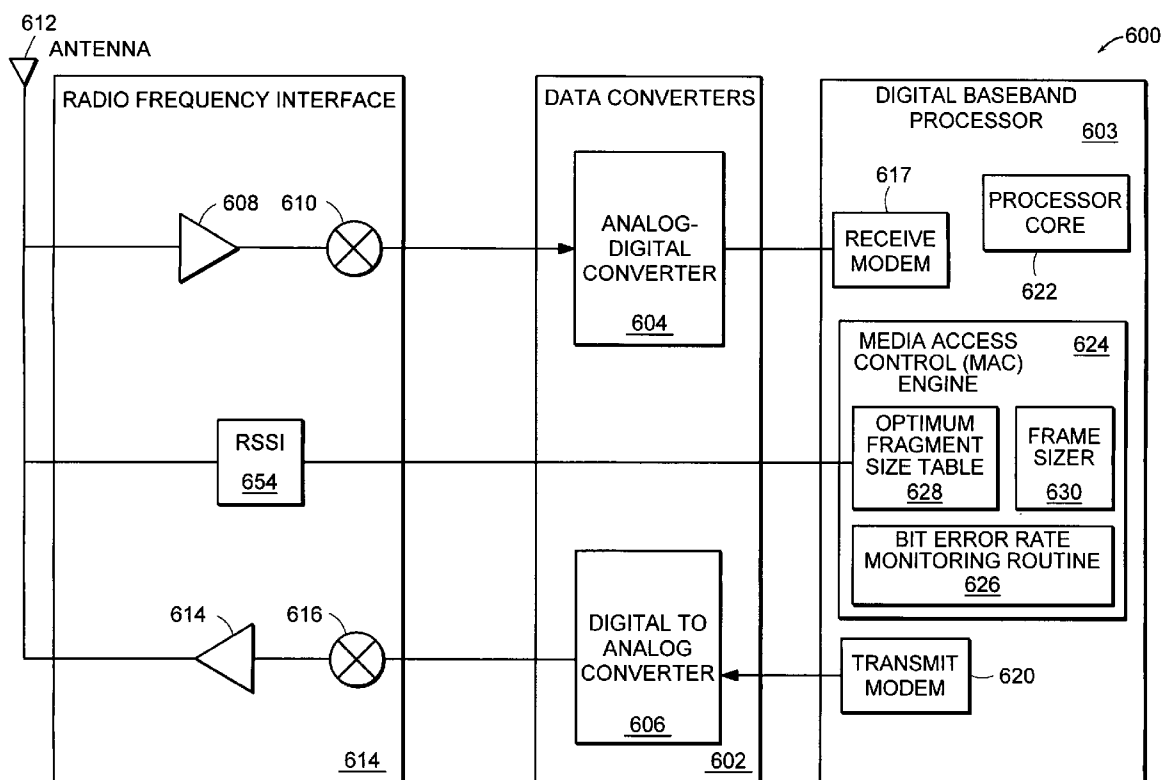 612
ANTENNA
600
RADIO FREQUENCY INTERFACE
DATA CONVERTERS
DIGITAL BASEBAND
PROCESSOR
603
608
610
ANALOG-
DIGITAL
CONVERTER
604
617
RECEIVE
MODEM
PROCESSOR
CORE
622
MEDIA ACCESS
CONTROL (MAC)
ENGINE
624
RSSI
654
OPTIMUM
FRAGMENT
SIZE TABLE
628
FRAME
SIZER
630
BIT ERROR RATE
MONITORING ROUTINE
626
614
616
DIGITAL TO
ANALOG
CONVERTER
606
TRANSMIT
MODEM
620
614
602